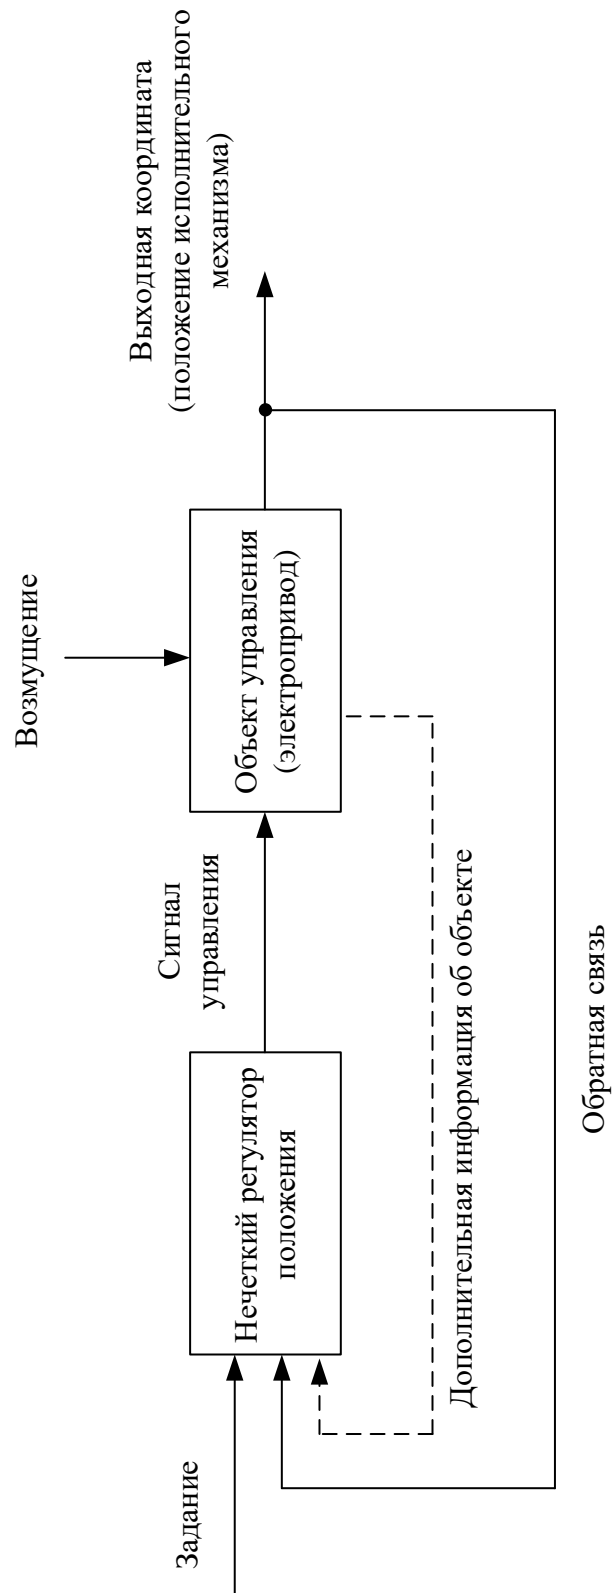 Задание
Нечеткий регулятор
положения
Сигнал
управления
Возмущение
Объект управления
(электропривод)
Выходная координата
(положение исполнительного
механизма)
Дополнительная информация об объекте
Обратная связь